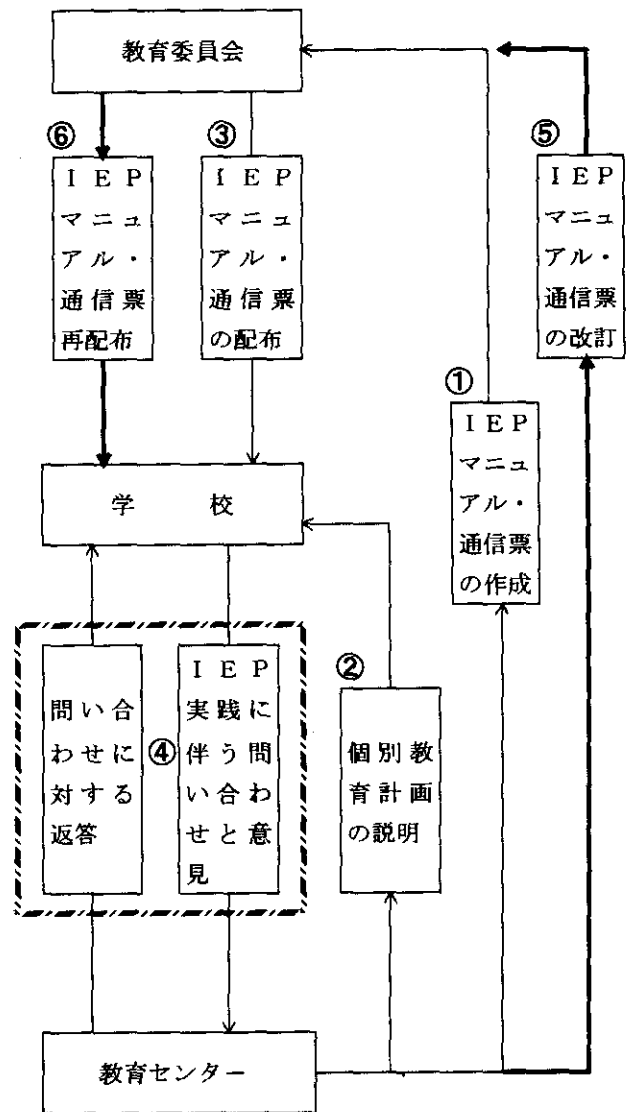 教育委員会
⑥
③
⑤
I E P
マニュ
アル・
通信票
再配布
I E P
マニュ
アル・
通信票
の配布
I E P
マニュ
アル・
通信票
の改訂
①
I E P
マニュ
アル・
通信票
の作成
学 校
②
個別教
育計画
の説明
問い合
わせに
対する
返答
④
I E P
実践に
伴う問
い合わ
せと意
見
教育センター